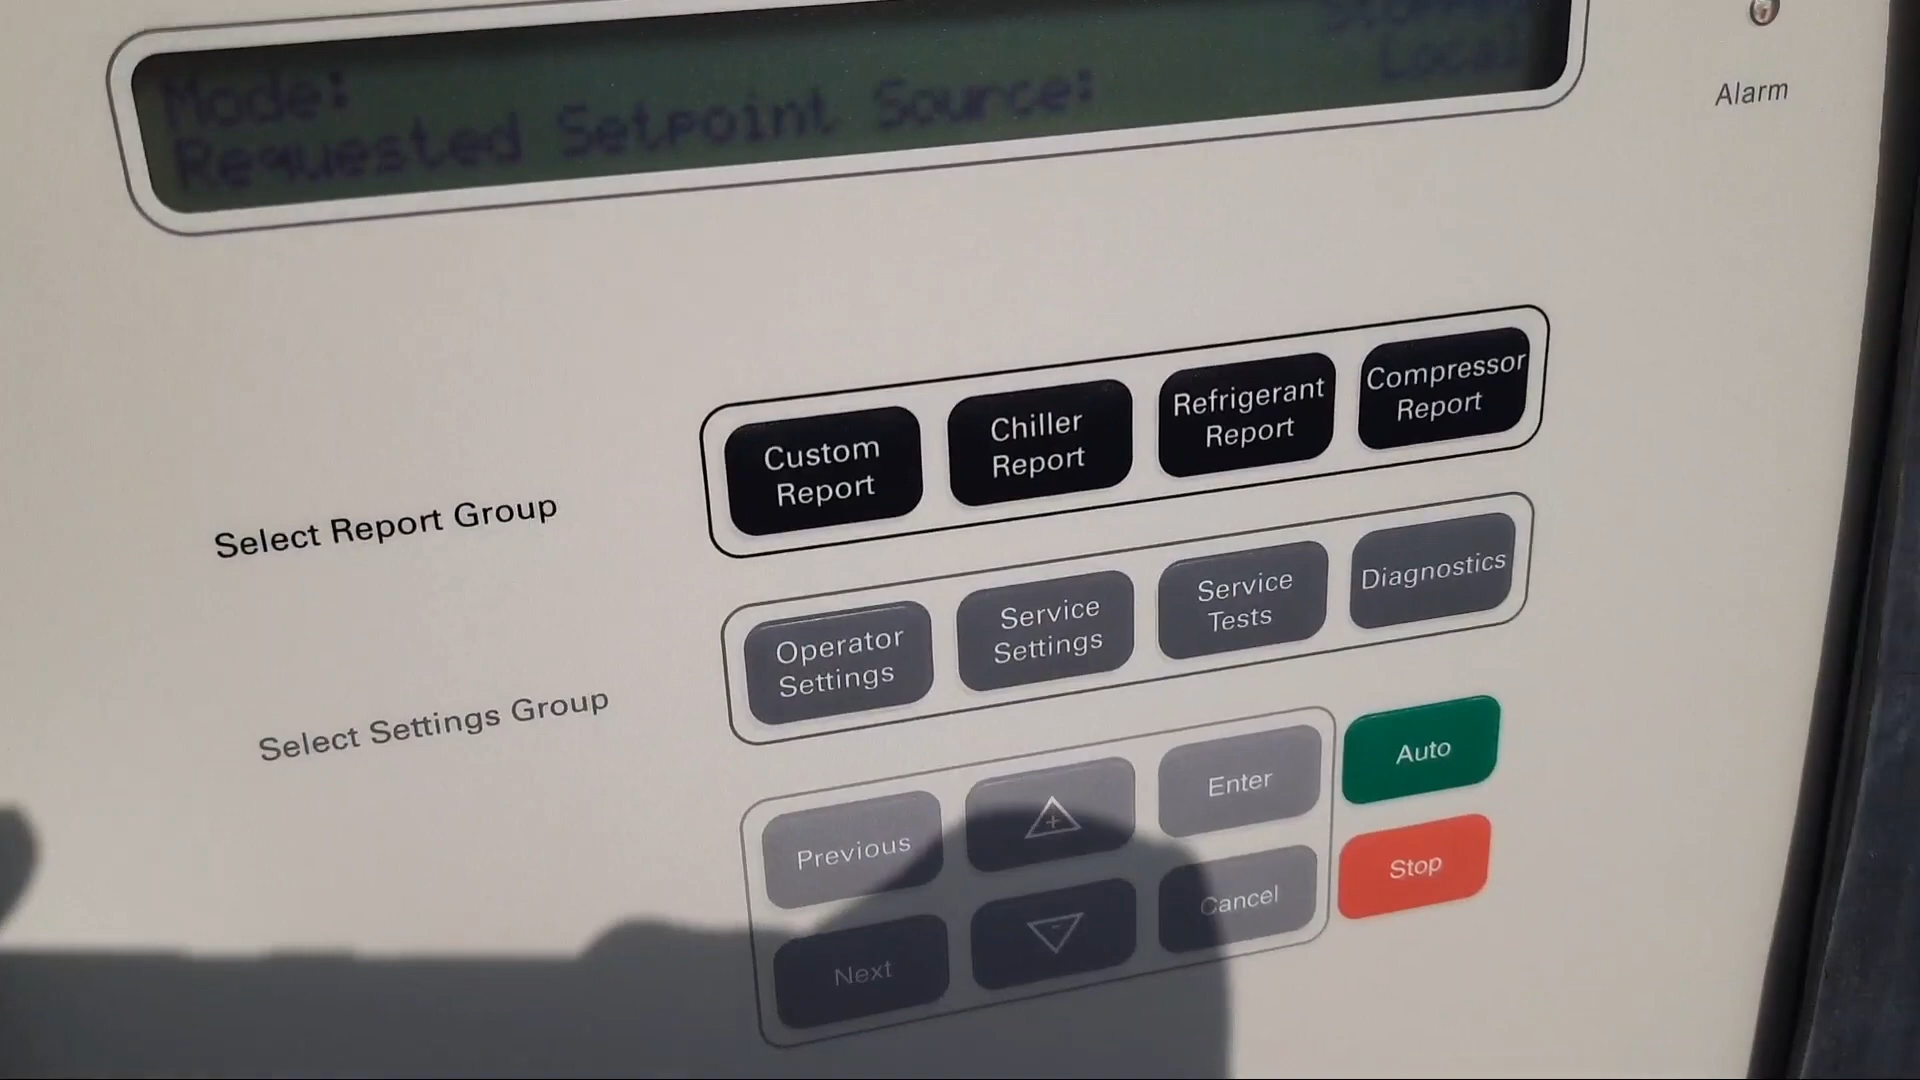 Mode:
Requested Setpoint Source: Local
Alarm
Custom
Report
Chiller
Report
Refrigerant
Report
Compressor
Report
Select Report Group
Operator
Settings
Service
Settings
Service
Tests
Diagnostics
Select Settings Group
Previous
+
Enter
Auto
Next
-
Cancel
Stop